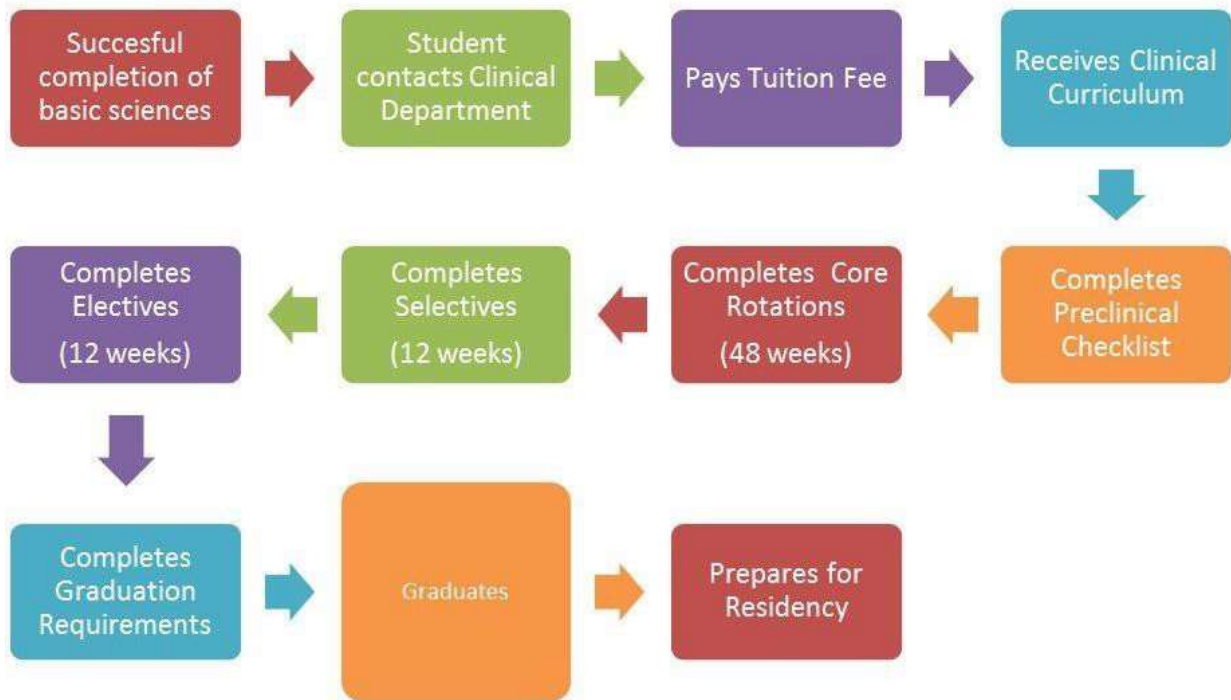 Succesful
completion of
basic sciences
Student
contacts Clinical
Department
Pays Tuition Fee
Receives Clinical
Curriculum
Completes
Preclinical
Checklist
Completes Core
Rotations
(48 weeks)
Completes
Selectives
(12 weeks)
Completes
Electives
(12 weeks)
Completes
Graduation
Requirements
Graduates
Prepares for
Residency